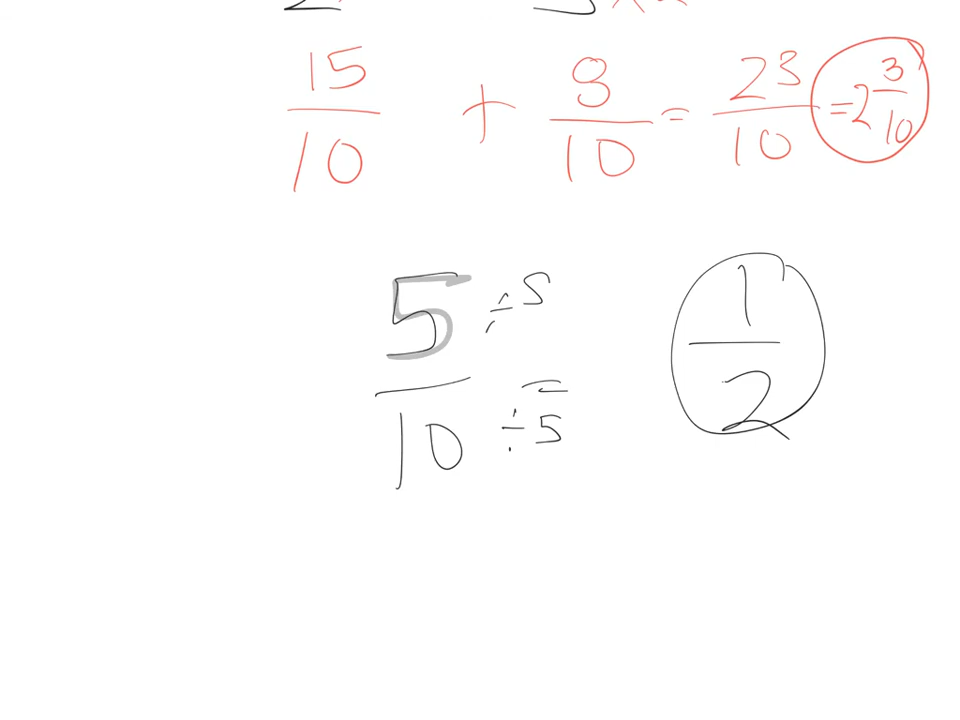 15/10 + 8/10 = 23/10 = 2 3/10
5/10 ÷5/÷5 = 1/2